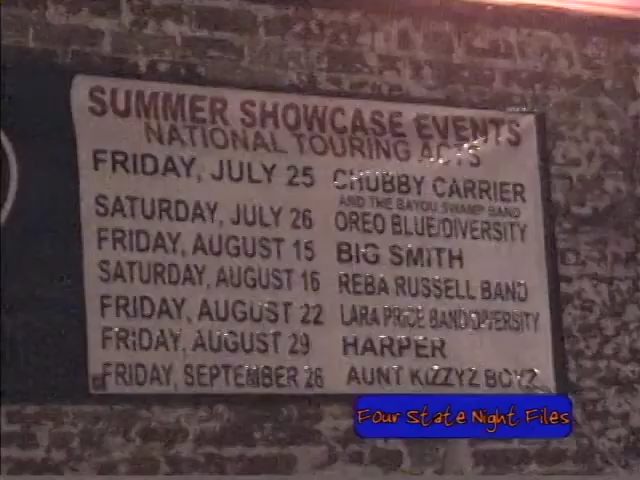 SUMMER SHOWCASE EVENTS
NATIONAL TOURING ACTS
FRIDAY, JULY 25 CHUBBY CARRIER
AND THE BAYOU SWAMP BAND
SATURDAY, JULY 26 OREO BLUE/DIVERSITY
FRIDAY, AUGUST 15 BIG SMITH
SATURDAY, AUGUST 16 REBA RUSSELL BAND
FRIDAY, AUGUST 22 LARA PRICE BAND/DIVERSITY
FRIDAY, AUGUST 29 HARPER
FRIDAY, SEPTEMBER 26 AUNT KIZZYZ BOYZ
Four State Night Files